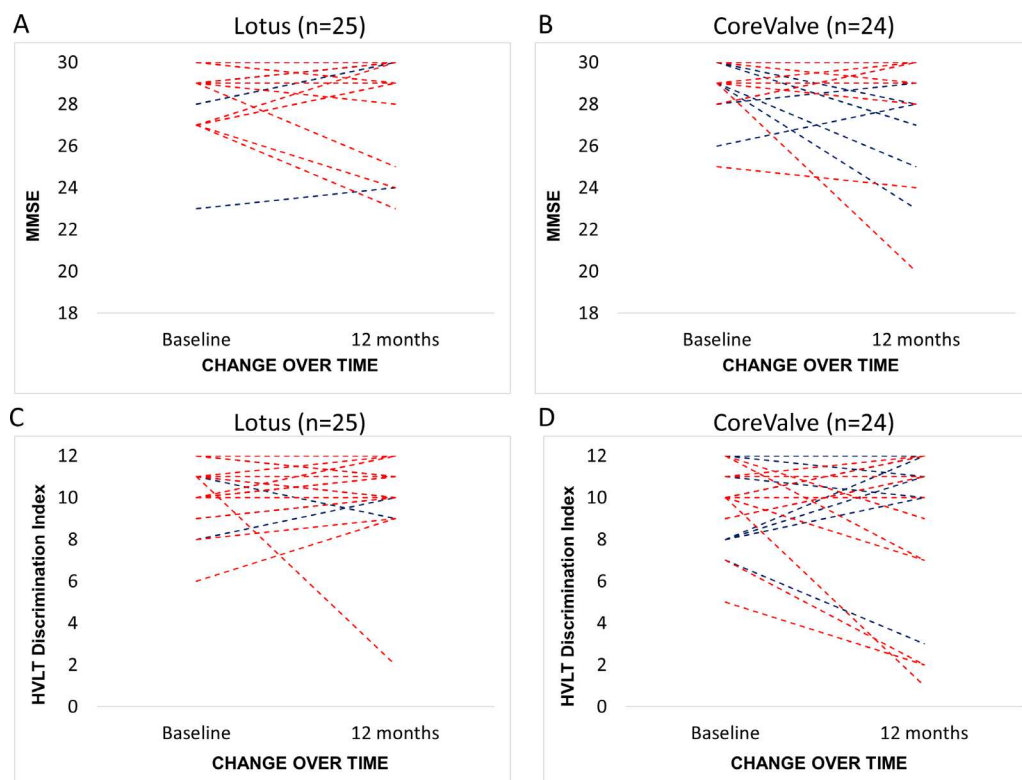 A
Lotus (n=25)
30
28
26
24
22
20
18
MMSE
Baseline
12 months
CHANGE OVER TIME
B
CoreValve (n=24)
30
28
26
24
22
20
18
MMSE
Baseline
12 months
CHANGE OVER TIME
C
Lotus (n=25)
12
10
8
6
4
2
0
HVLT Discrimination Index
Baseline
12 months
CHANGE OVER TIME
D
CoreValve (n=24)
12
10
8
6
4
2
0
HVLT Discrimination Index
Baseline
12 months
CHANGE OVER TIME